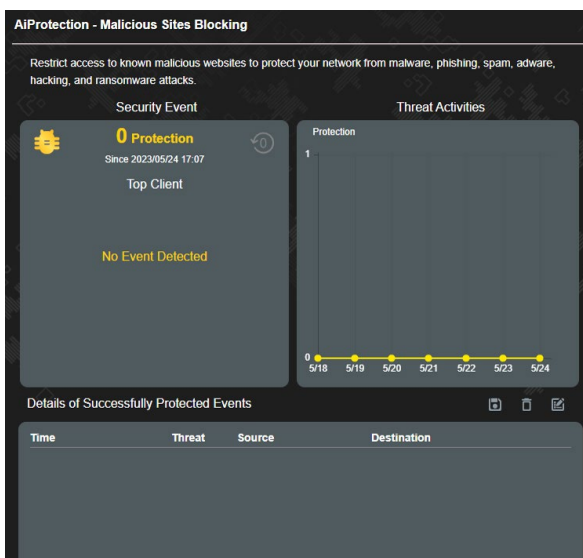 AiProtection - Malicious Sites Blocking
Restrict access to known malicious websites to protect your network from malware, phishing, spam, adware,
hacking, and ransomware attacks.
Security Event
Threat Activities
0 Protection
0
Since 2023/05/24 17:07
Top Client
No Event Detected
Protection
1
0
5/18 5/19 5/20 5/21 5/22 5/23 5/24
Details of Successfully Protected Events
Time Threat Source Destination